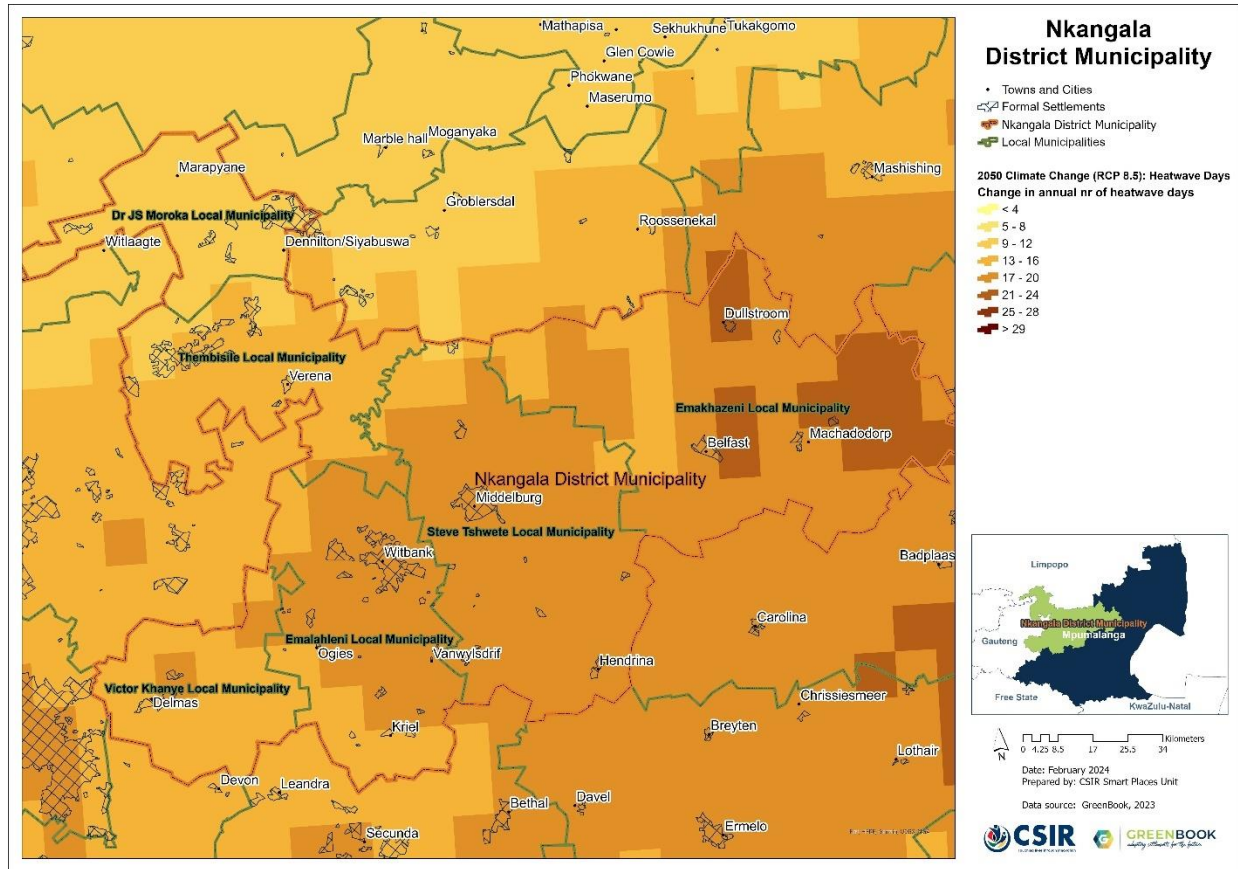 Mathapisa
Sekhukhune
Tukakgomo
Glen Cowie
Phokwane
Maserumo
Moganyaka
Marble hall
Marapyane
Mashishing
Groblersdal
Dr JS Moroka Local Municipality
Roossenekal
Witlaagte
Dennilton/Siyabuswa
Dullstroom
Thembisile Local Municipality
Verena
Emakhazeni Local Municipality
Machadodorp
Belfast
Nkangala District Municipality
Middelburg
Steve Tshwete Local Municipality
Witbank
Badplaas
Carolina
Emalahleni Local Municipality
Ogies
Vanwylsdrif
Hendrina
Victor Khanye Local Municipality
Delmas
Chrissiesmeer
Kriel
Breyten
Lothair
Devon
Leandra
Bethal
Davel
Secunda
Ermelo
Nkangala
District Municipality
Towns and Cities
Formal Settlements
Nkangala District Municipality
Local Municipalities
2050 Climate Change (RCP 8.5): Heatwave Days
Change in annual nr of heatwave days
< 4
5 - 8
9 - 12
13 - 16
17 - 20
21 - 24
25 - 28
> 29
Limpopo
Nkangala District Municipality
Mpumalanga
Gauteng
Free State
KwaZulu-Natal
N
Kilometers
0 4.25 8.5 17 25.5 34
Date: February 2024
Prepared by: CSIR Smart Places Unit
Data source: GreenBook, 2023
CSIR
GREENBOOK
adapting settlements for the future